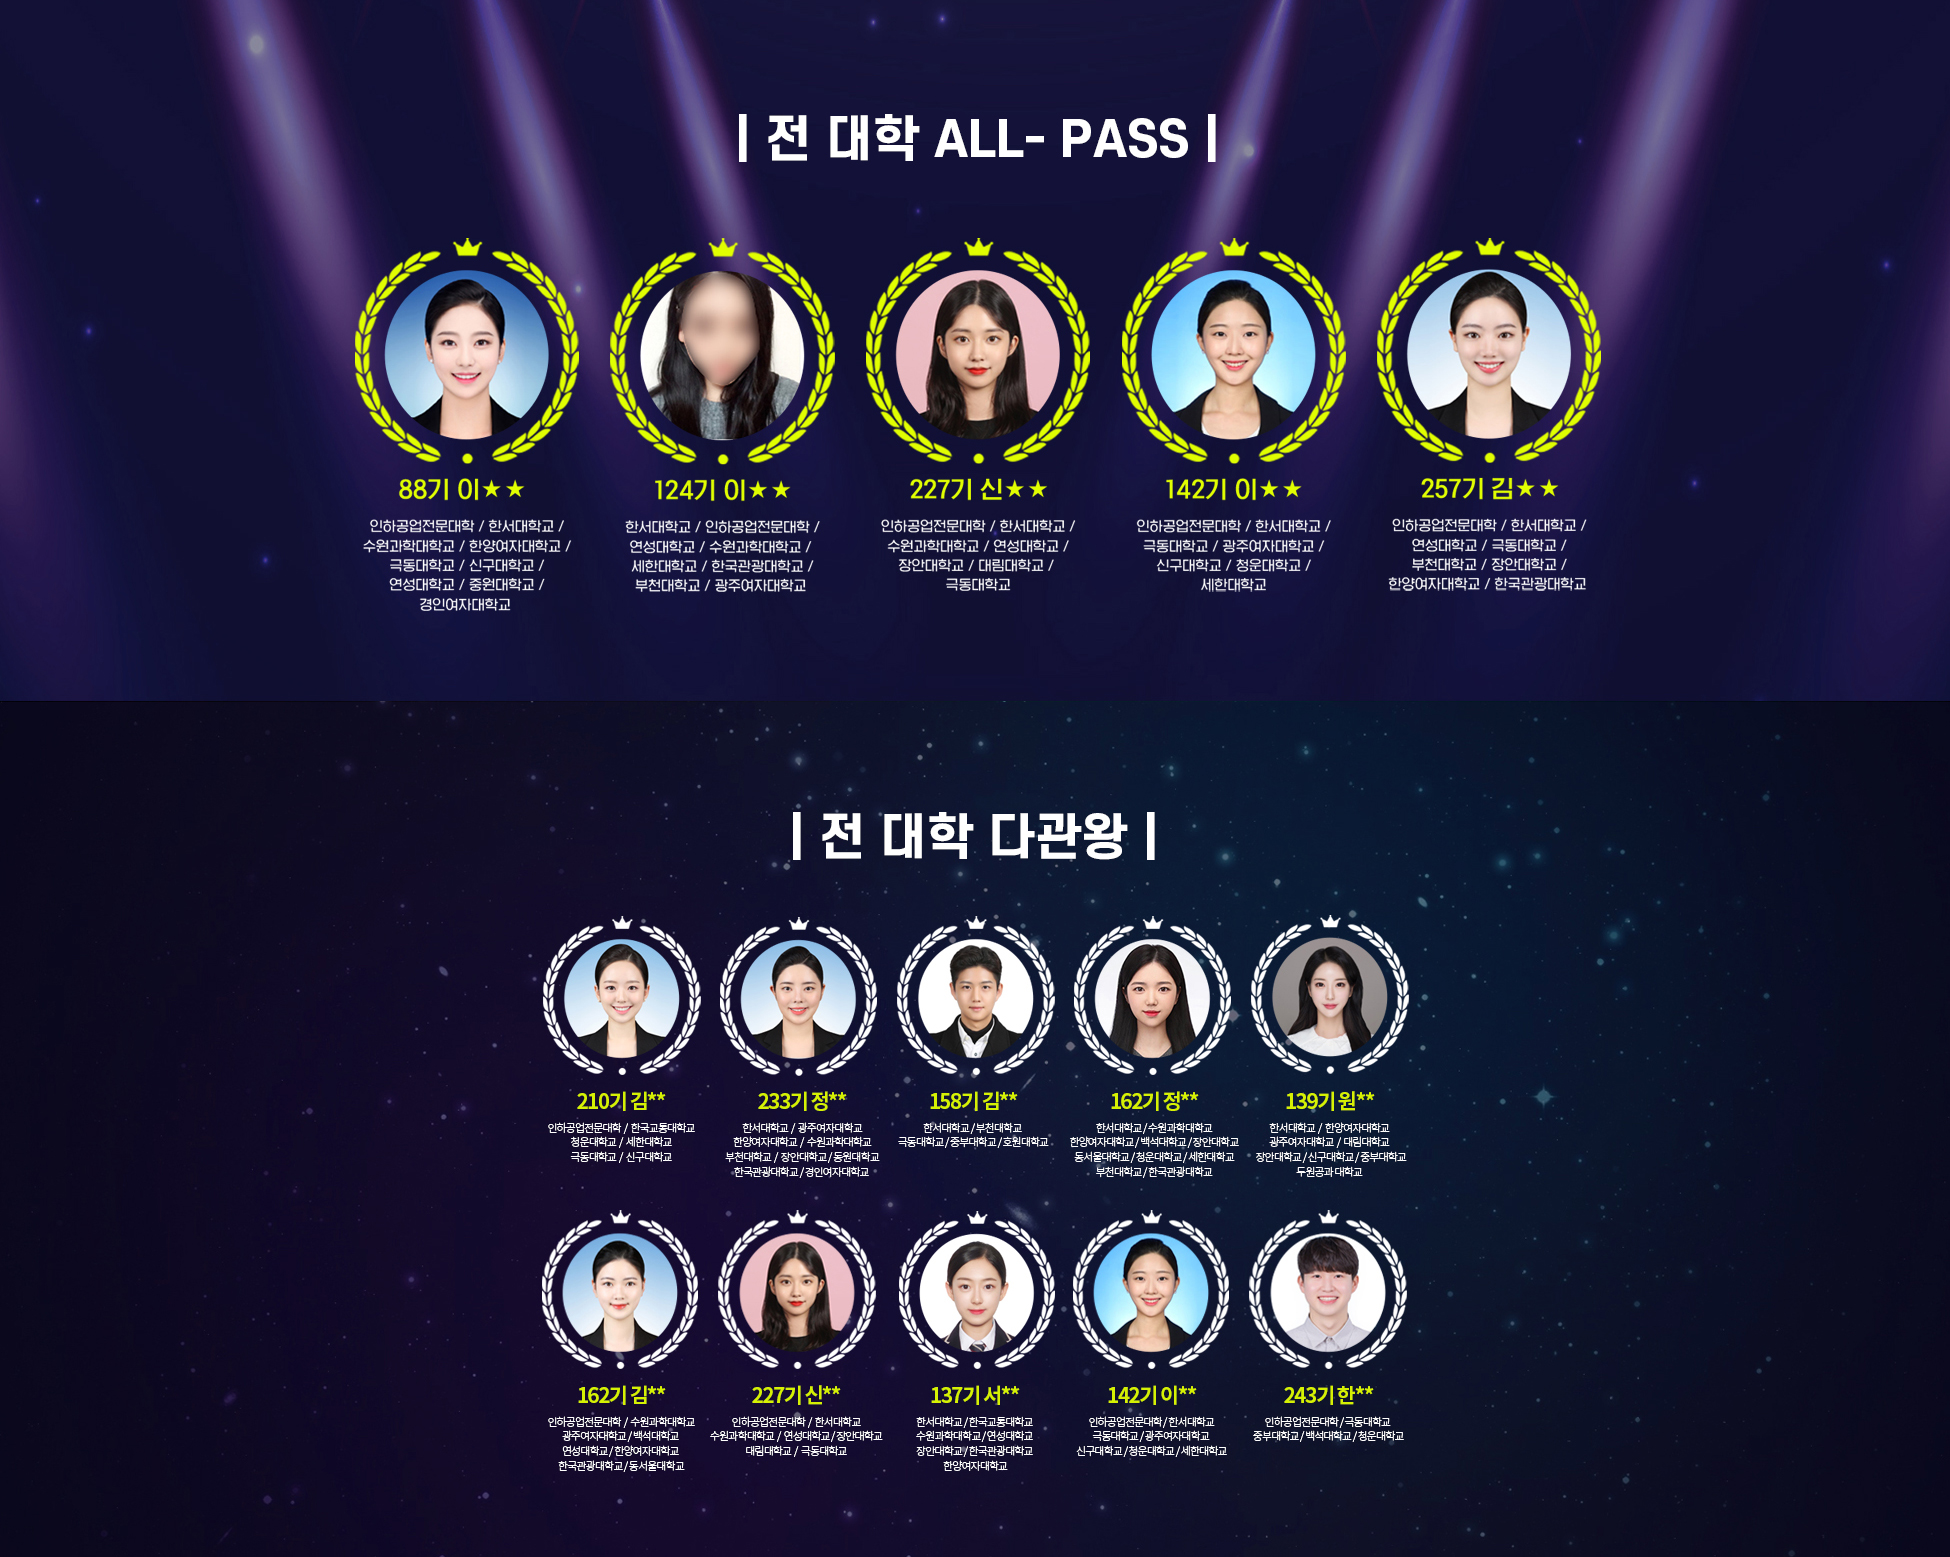 | 전 대학 ALL- PASS |
88기 이★★
인하공업전문대학 / 한서대학교 /
수원과학대학교 / 한양여자대학교 /
극동대학교 / 신구대학교 /
연성대학교 / 중원대학교 /
경인여자대학교
124기 이★★
한서대학교 / 인하공업전문대학 /
연성대학교 / 수원과학대학교 /
세한대학교 / 한국관광대학교 /
부천대학교 / 광주여자대학교
227기 신★★
인하공업전문대학 / 한서대학교 /
수원과학대학교 / 연성대학교 /
장안대학교 / 대림대학교 /
극동대학교
142기 이★★
인하공업전문대학 / 한서대학교 /
극동대학교 / 광주여자대학교 /
신구대학교 / 청운대학교 /
세한대학교
257기 김★★
인하공업전문대학 / 한서대학교 /
연성대학교 / 극동대학교 /
부천대학교 / 장안대학교 /
한양여자대학교 / 한국관광대학교
| 전 대학 다관왕 |
210기 김**
인하공업전문대학 / 한국교통대학교
청운대학교 / 세한대학교
극동대학교 / 신구대학교
233기 정**
한서대학교 / 광주여자대학교
한양여자대학교 / 수원과학대학교
부천대학교 / 장안대학교/동원대학교
한국관광대학교/경인여자대학교
158기 김**
한서대학교/부천대학교
극동대학교/중부대학교/호원대학교
162기 정**
한서대학교/수원과학대학교
한양여자대학교/백석대학교/장안대학교
동서울대학교/청운대학교/세한대학교
부천대학교/한국관광대학교
139기 원**
한서대학교 / 한양여자대학교
광주여자대학교 / 대림대학교
장안대학교/신구대학교/중부대학교
두원공과대학교
162기 김**
인하공업전문대학 / 수원과학대학교
광주여자대학교/백석대학교
연성대학교/한양여자대학교
한국관광대학교/동서울대학교
227기 신**
인하공업전문대학 / 한서대학교
수원과학대학교 / 연성대학교/장안대학교
대림대학교 / 극동대학교
137기 서**
한서대학교/한국교통대학교
수원과학대학교/연성대학교
장안대학교/한국관광대학교
한양여자대학교
142기 이**
인하공업전문대학/한서대학교
극동대학교/광주여자대학교
신구대학교/청운대학교/세한대학교
243기 한**
인하공업전문대학/극동대학교
중부대학교/백석대학교/청운대학교